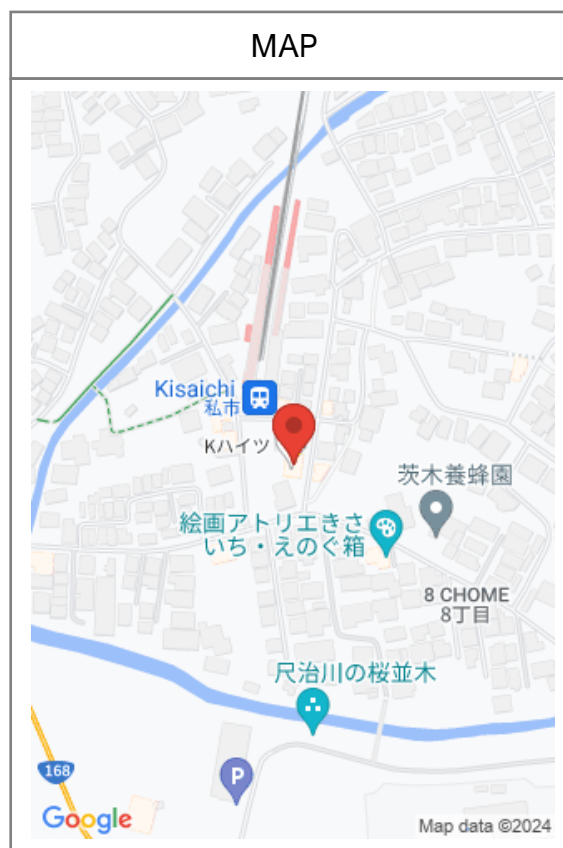 MAP
Kisaichi
私市
Kハイツ
茨木養蜂園
絵画アトリエきさ
いち・えのぐ箱
8 CHOME
8丁目
尺治川の桜並木
168
P
Google
Map data ©2024